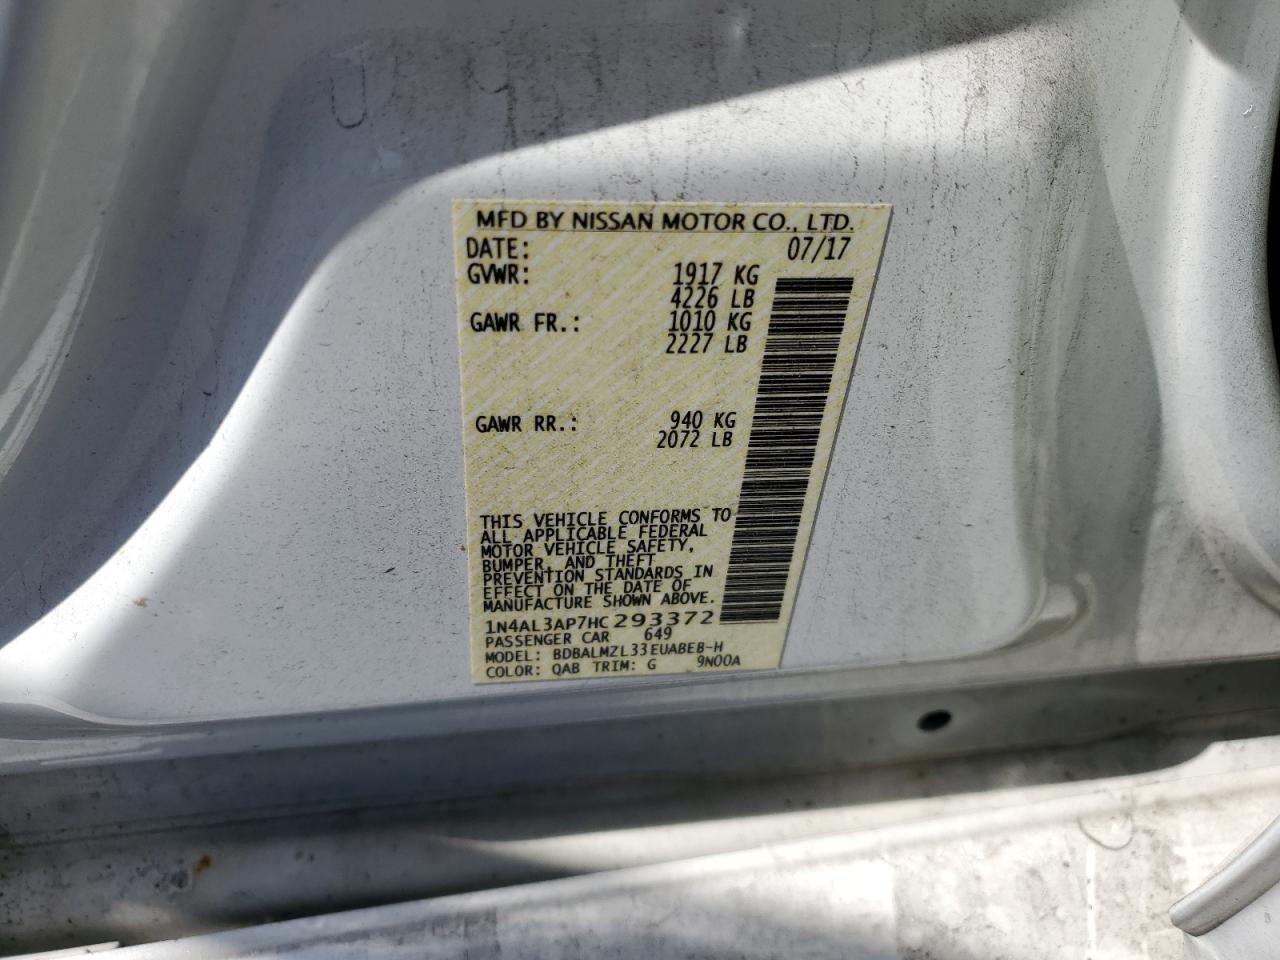 MFD BY NISSAN MOTOR CO., LTD.
DATE: 07/17
GVWR: 1917 KG
4226 LB
GAWR FR.: 1010 KG
2227 LB
GAWR RR.: 940 KG
2072 LB
THIS VEHICLE CONFORMS TO
ALL APPLICABLE FEDERAL
MOTOR VEHICLE SAFETY,
BUMPER, AND THEFT
PREVENTION STANDARDS IN
EFFECT ON THE DATE OF
MANUFACTURE SHOWN ABOVE.
1N4AL3AP7HC293372
PASSENGER CAR 649
MODEL: BDBALMZL33EUABEB-H
COLOR: QAB TRIM: G 9N00A